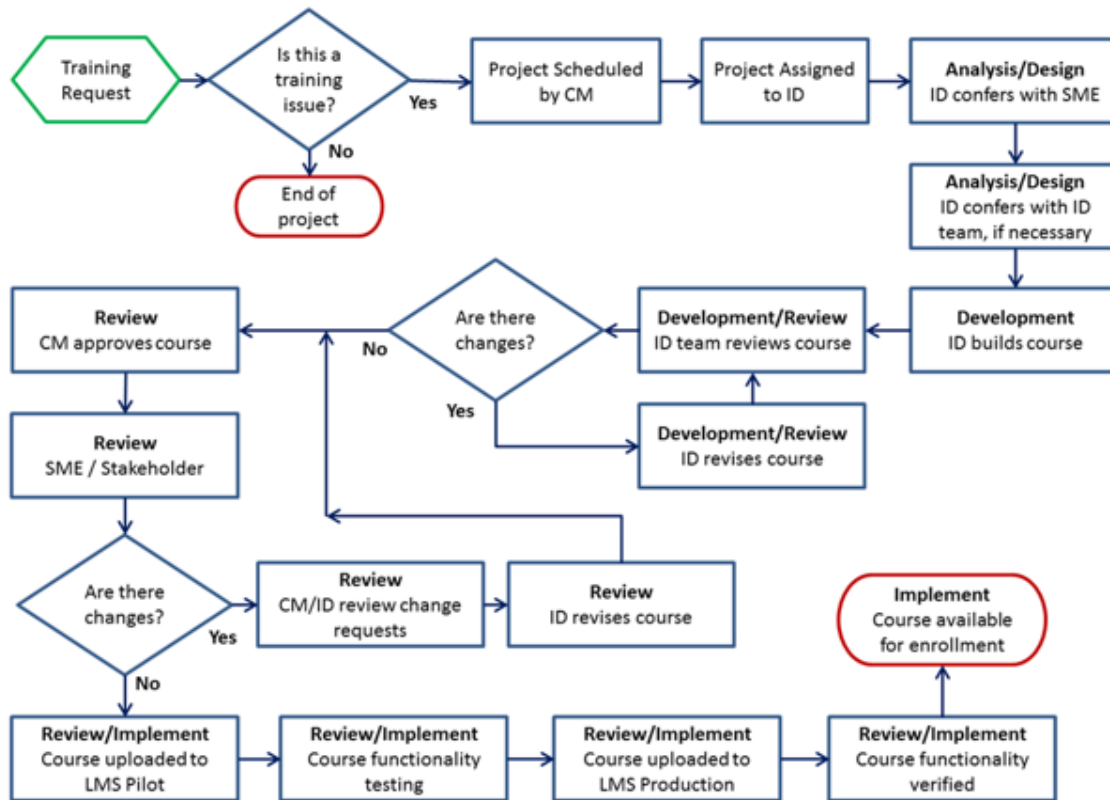 Training
Request
Is this a
training
issue?
Yes
No
End of
project
Project Scheduled
by CM
Project Assigned
to ID
Analysis/Design
ID confers with SME
Analysis/Design
ID confers with ID
team, if necessary
Development
ID builds course
Development/Review
ID team reviews course
Are there
changes?
No
Yes
Development/Review
ID revises course
Review
CM approves course
Review
SME / Stakeholder
Are there
changes?
Yes
No
Review
CM/ID review change
requests
Review
ID revises course
Review/Implement
Course uploaded to
LMS Pilot
Review/Implement
Course functionality
testing
Review/Implement
Course uploaded to
LMS Production
Review/Implement
Course functionality
verified
Implement
Course available
for enrollment